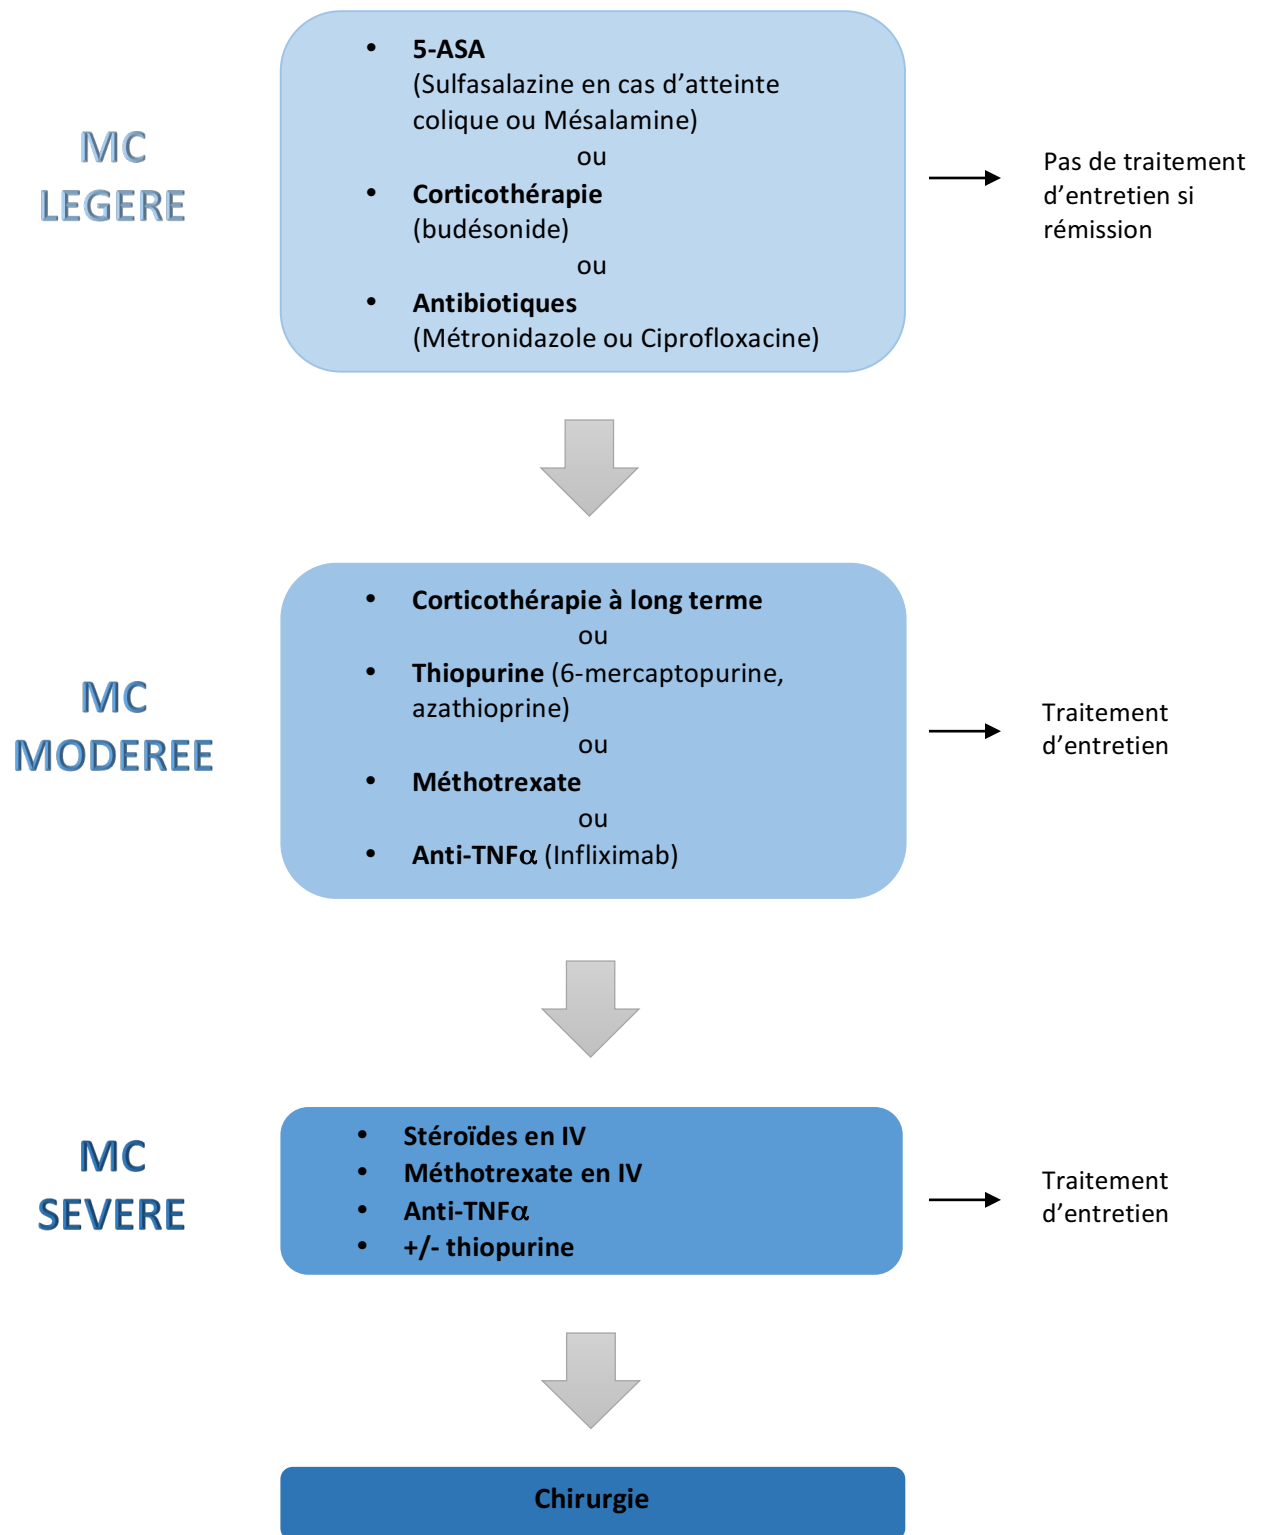 MC
LEGERE
• 5-ASA
(Sulfasalazine en cas d’atteinte
colique ou Mésalamine)
ou
• Corticothérapie
(budésonide)
ou
• Antibiotiques
(Métronidazole ou Ciprofloxacine)
Pas de traitement
d’entretien si
rémission
MC
MODEREE
• Corticothérapie à long terme
ou
• Thiopurine (6-mercaptopurine,
azathioprine)
ou
• Méthotrexate
ou
• Anti-TNFα (Infliximab)
Traitement
d’entretien
MC
SEVERE
• Stéroïdes en IV
• Méthotrexate en IV
• Anti-TNFα
• +/- thiopurine
Traitement
d’entretien
Chirurgie